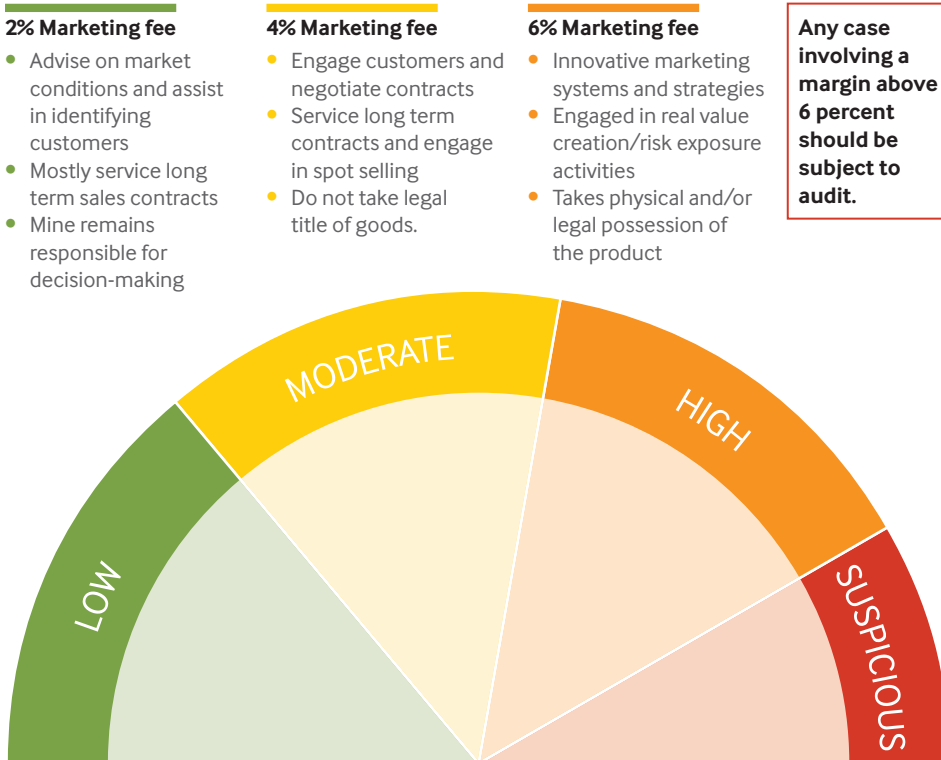 2% Marketing fee
• Advise on market
conditions and assist
in identifying
customers
• Mostly service long
term sales contracts
• Mine remains
responsible for
decision-making
4% Marketing fee
• Engage customers and
negotiate contracts
• Service long term
contracts and engage
in spot selling
• Do not take legal
title of goods.
6% Marketing fee
• Innovative marketing
systems and strategies
• Engaged in real value
creation/risk exposure
activities
• Takes physical and/or
legal possession of
the product
Any case
involving a
margin above
6 percent
should be
subject to
audit.
LOW
MODERATE
HIGH
SUSPICIOUS